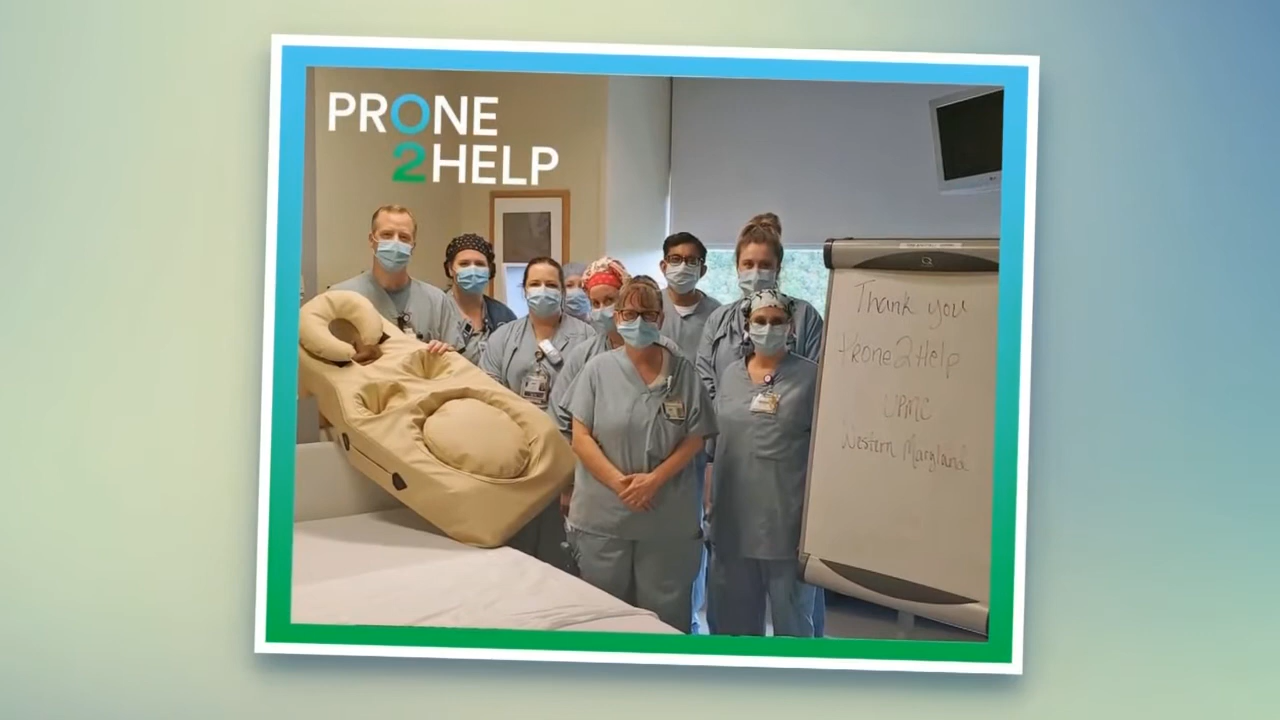 PRONE
2HELP
Thank you
Prone2Help
UPMC
Western Maryland